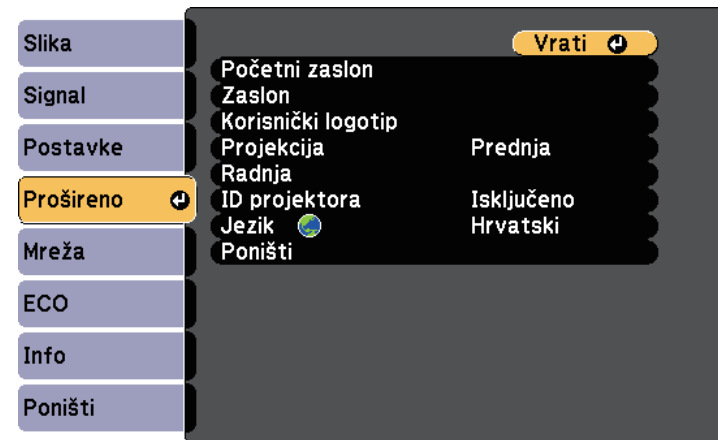 Slika
Signal
Postavke
Prošireno
Mreža
ECO
Info
Poništi
Vrati
Početni zaslon
Zaslon
Korisnički logotip
Projekcija Prednja
Radnja
ID projektora Isključeno
Jezik Hrvatski
Poništi